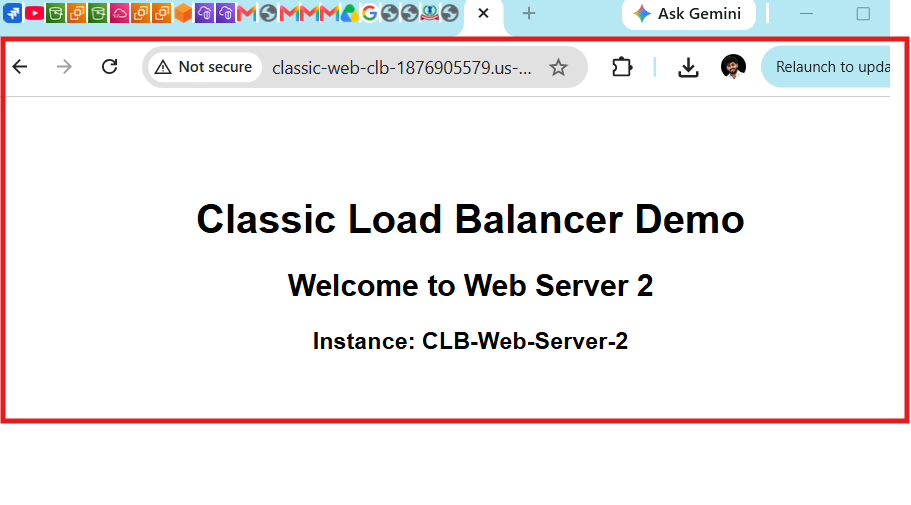 Ask Gemini
Not secure
classic-web-clb-1876905579.us-...
Relaunch to upda
Classic Load Balancer Demo
Welcome to Web Server 2
Instance: CLB-Web-Server-2